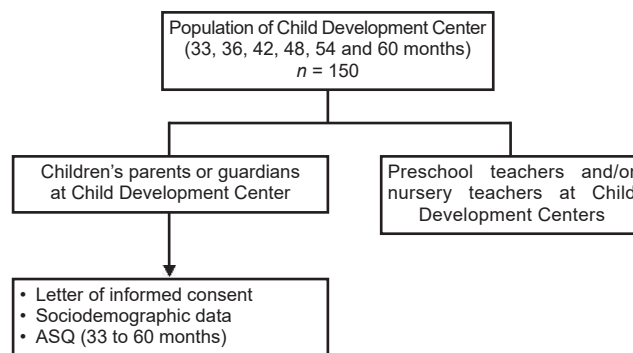 Population of Child Development Center
(33, 36, 42, 48, 54 and 60 months)
n = 150
Children's parents or guardians
at Child Development Center
Preschool teachers and/or
nursery teachers at Child
Development Centers
• Letter of informed consent
• Sociodemographic data
• ASQ (33 to 60 months)